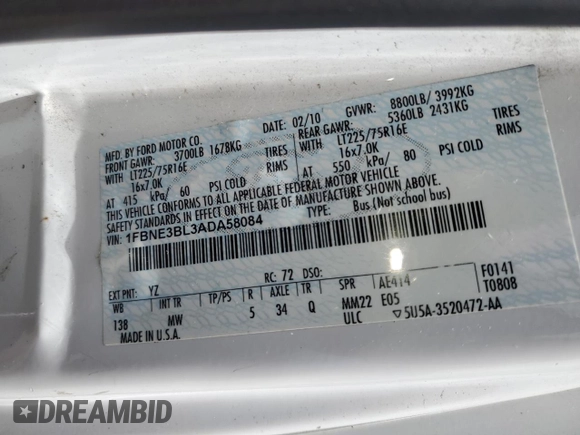 MFD. BY FORD MOTOR CO. DATE: 02/10 GVWR: 8800LB/ 3992KG
FRONT GAWR: 3700LB 1678KG REAR GAWR: 5360LB 2431KG
WITH LT225/75R16E TIRES WITH LT225/75R16E TIRES
16x7.0K RIMS 16x7.0K RIMS
AT 415 kPa/ 60 PSI COLD AT 550 kPa/ 80 PSI COLD
THIS VEHICLE CONFORMS TO ALL APPLICABLE FEDERAL MOTOR VEHICLE
SAFETY STANDARDS IN EFFECT ON THE DATE OF MANUFACTURE SHOWN ABOVE.
VIN: 1FBNE3BL3ADA58084 TYPE: Bus (Not school bus)
F0141
T0808
EXT PNT: YZ RC: 72 DSO:
WB INT TR TP/PS R AXLE TR SPR AE414
138 MW 5 34 Q MM22 E05
MADE IN U.S.A. ULC ▽5U5A-3520472-AA
DREAMBID